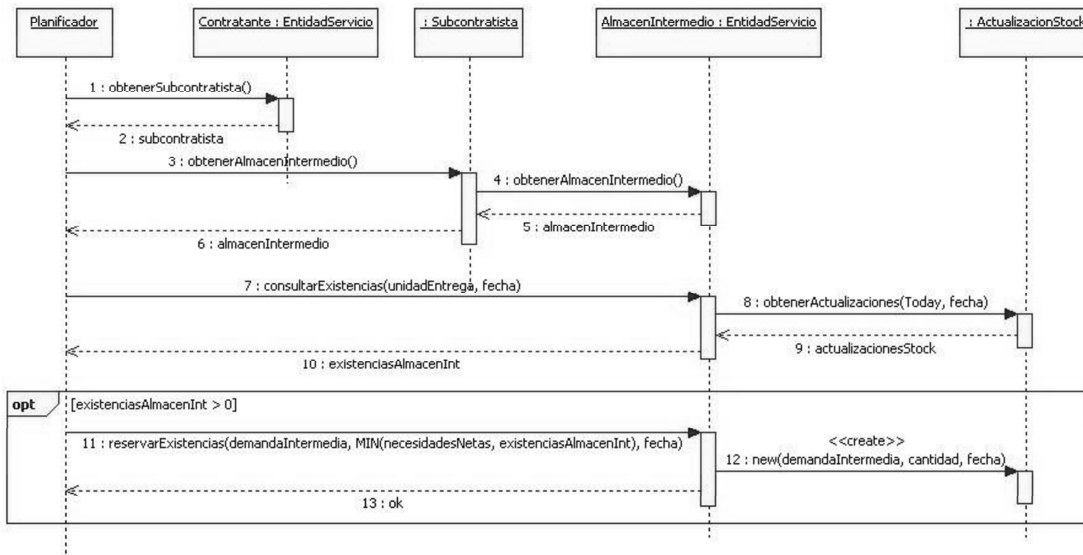 Planificador
Contratante : EntidadServicio
: Subcontratista
AlmacenIntermedio : EntidadServicio
: ActualizacionStock
1 : obtenerSubcontratista()
2 : subcontratista
3 : obtenerAlmacenIntermedio()
4 : obtenerAlmacenIntermedio()
5 : almacenIntermedio
6 : almacenIntermedio
7 : consultarExistencias(unidadEntrega, fecha)
8 : obtenerActualizaciones(Today, fecha)
9 : actualizacionesStock
10 : existenciasAlmacenInt
opt
[existenciasAlmacenInt > 0]
11 : reservarExistencias(demandaIntermedia, MIN(necesidadesNetas, existenciasAlmacenInt), fecha)
<<create>>
12 : new(demandaIntermedia, cantidad, fecha)
13 : ok